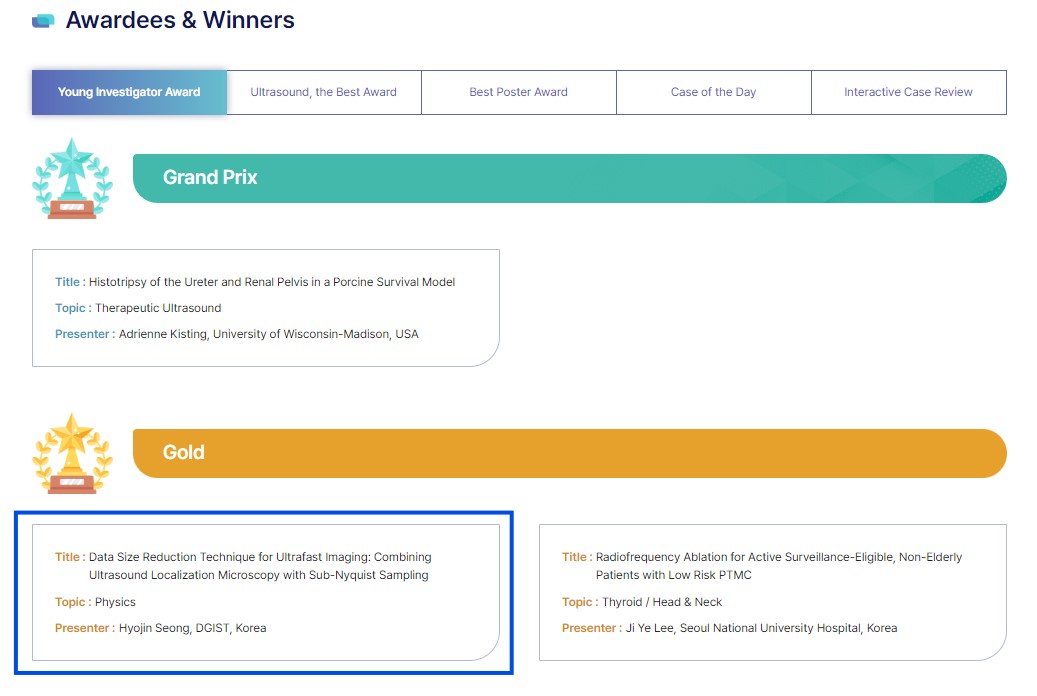 Awardees & Winners
Young Investigator Award
Ultrasound, the Best Award
Best Poster Award
Case of the Day
Interactive Case Review
Grand Prix
Title : Histotripsy of the Ureter and Renal Pelvis in a Porcine Survival Model
Topic : Therapeutic Ultrasound
Presenter : Adrienne Kisting, University of Wisconsin-Madison, USA
Gold
Title : Data Size Reduction Technique for Ultrafast Imaging: Combining
Ultrasound Localization Microscopy with Sub-Nyquist Sampling
Topic : Physics
Presenter : Hyojin Seong, DGIST, Korea
Title : Radiofrequency Ablation for Active Surveillance-Eligible, Non-Elderly
Patients with Low Risk PTMC
Topic : Thyroid / Head & Neck
Presenter : Ji Ye Lee, Seoul National University Hospital, Korea